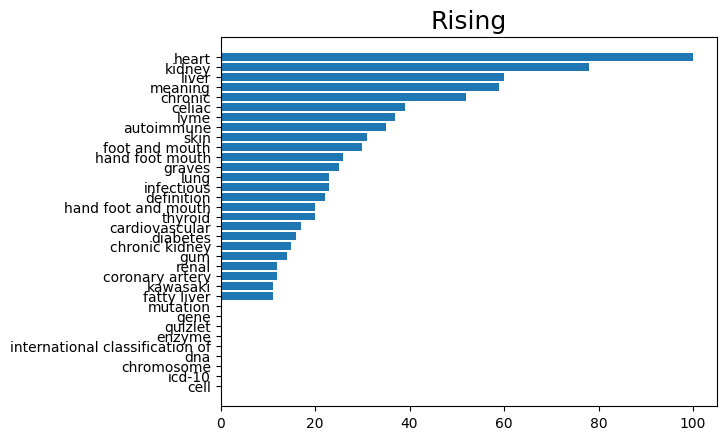 Rising
heart
kidney
liver
meaning
chronic
celiac
lyme
autoimmune
skin
foot and mouth
hand foot mouth
graves
lung
infectious
definition
hand foot and mouth
thyroid
cardiovascular
diabetes
chronic kidney
gum
renal
coronary artery
kawasaki
fatty liver
mutation
gene
quizlet
enzyme
international classification of
dna
chromosome
icd-10
cell
0 20 40 60 80 100